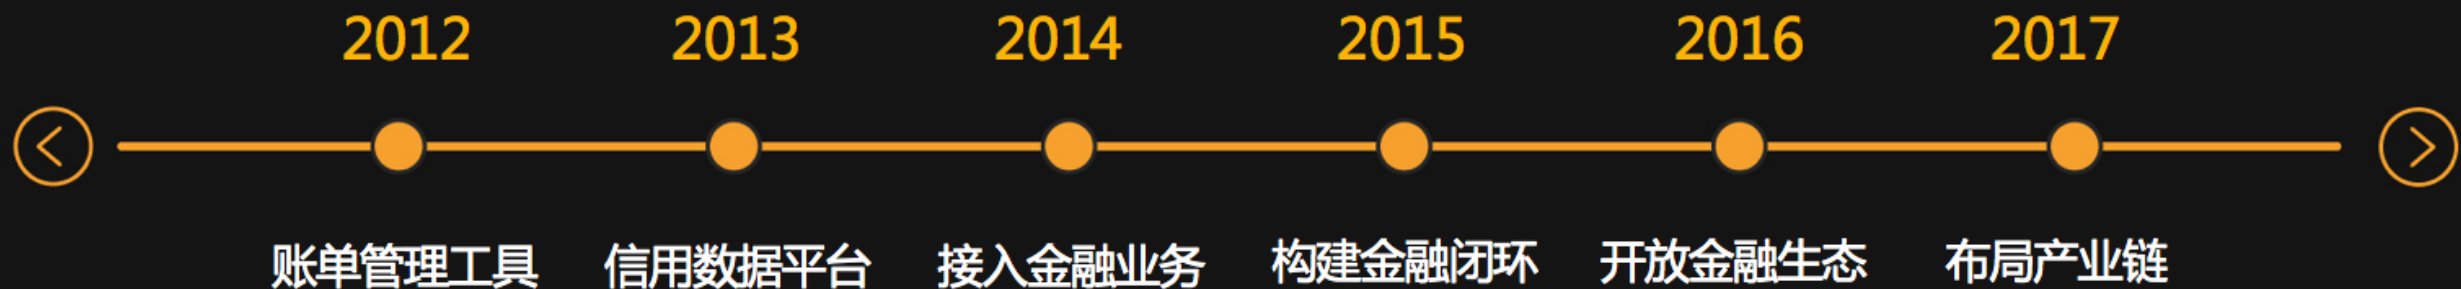 2012 2013 2014 2015 2016 2017
账单管理工具 信用数据平台 接入金融业务 构建金融闭环 开放金融生态 布局产业链